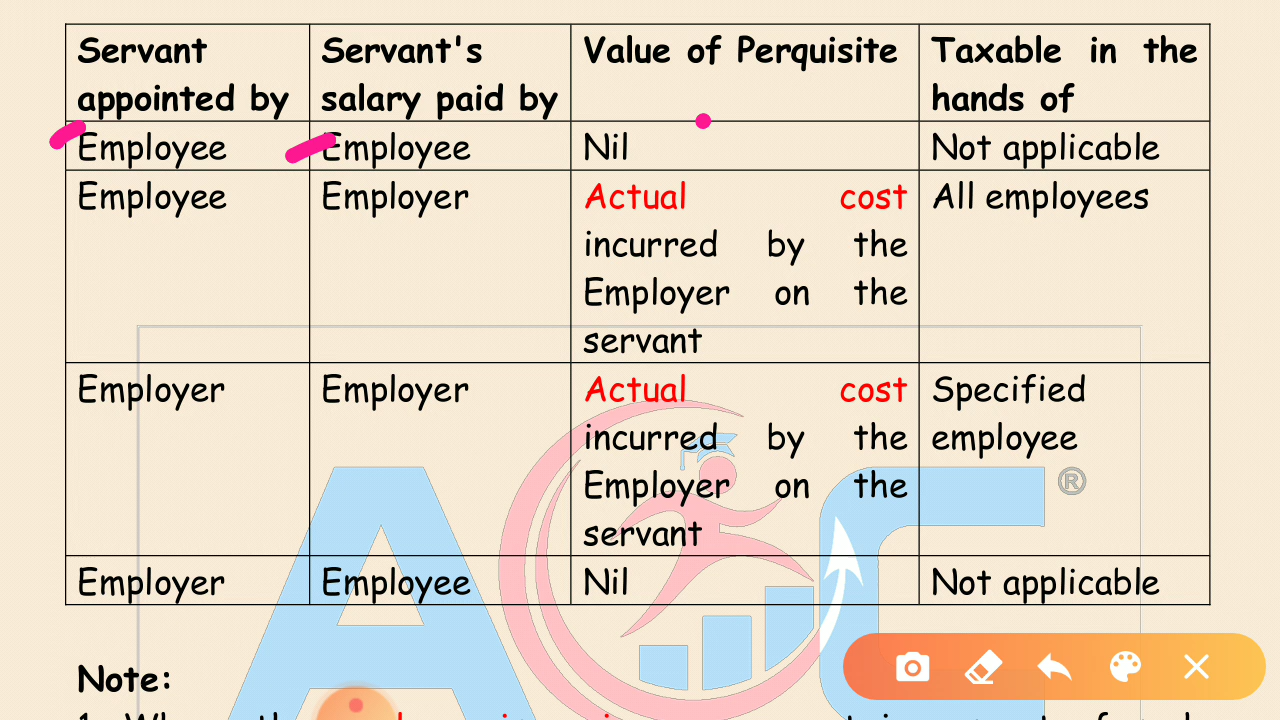 Servant appointed by | Servant's salary paid by | Value of Perquisite | Taxable in the hands of
Employee | Employee | Nil | Not applicable
Employee | Employer | Actual cost incurred by the Employer on the servant | All employees
Employer | Employer | Actual cost incurred by the Employer on the servant | Specified employee
Employer | Employee | Nil | Not applicable
®
Note: